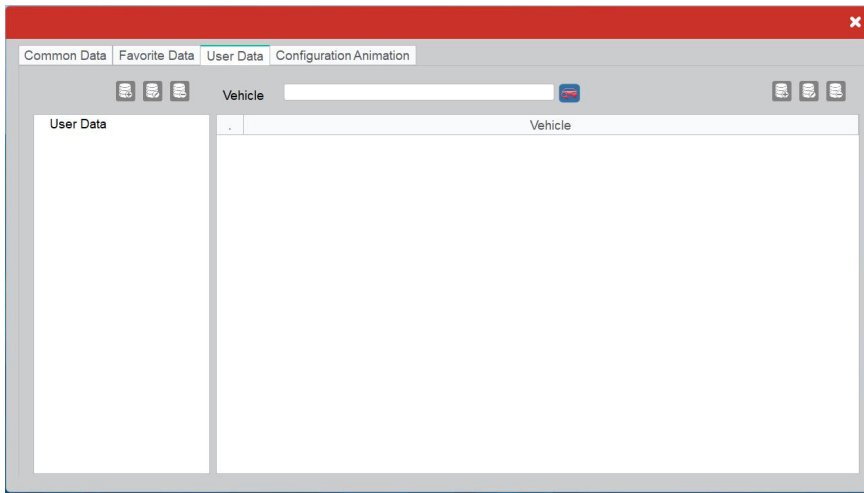 Common Data Favorite Data User Data Configuration Animation
Vehicle
User Data
. Vehicle